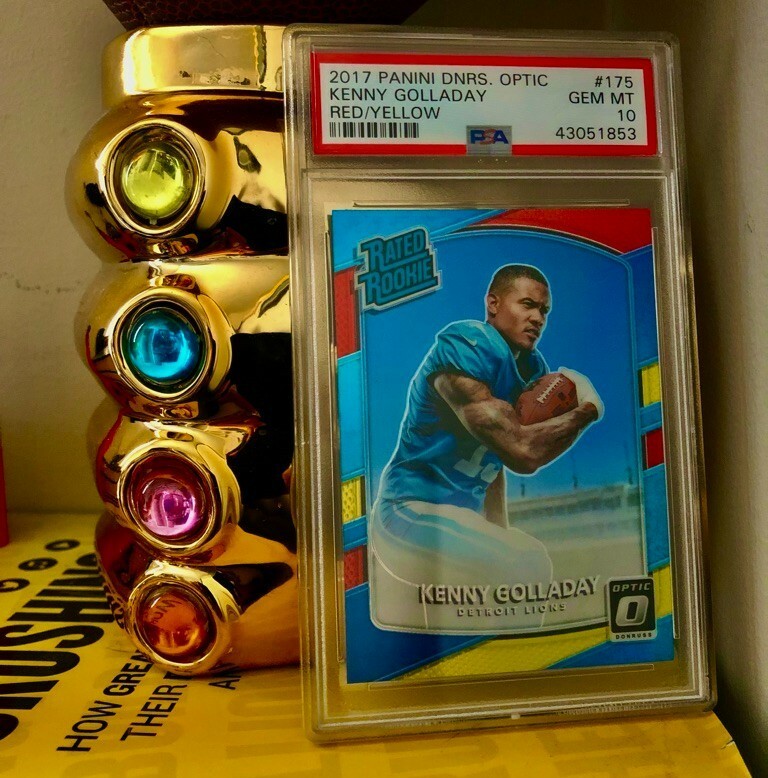 2017 PANINI DNRS. OPTIC #175
KENNY GOLLADAY GEM MT
RED/YELLOW 10
PSA 43051853
RATED
ROOKIE
KENNY GOLLADAY
DETROIT LIONS
OPTIC
DONRUSS
HOW GREA
THEIR